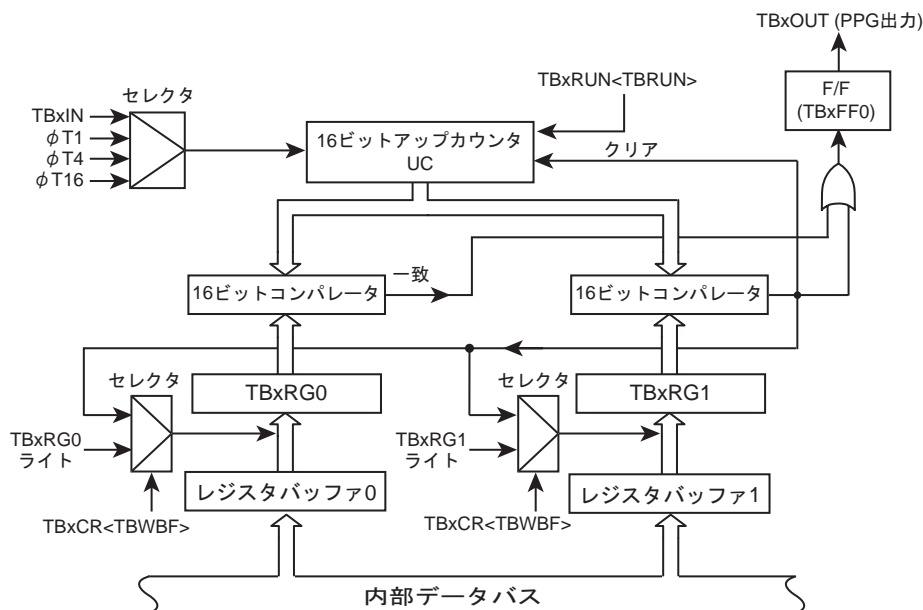 TBxOUT (PPG出力)
TBxRUN<TBRUN>
F/F
(TBxFF0)
セレクタ
TBxIN
φT1
φT4
φT16
16ビットアップカウンタ
UC
クリア
一致
16ビットコンパレータ
16ビットコンパレータ
セレクタ
TBxRG0
セレクタ
TBxRG1
TBxRG0
ライト
TBxRG1
ライト
レジスタバッファ0
レジスタバッファ1
TBxCR<TBWBF>
TBxCR<TBWBF>
内部データバス